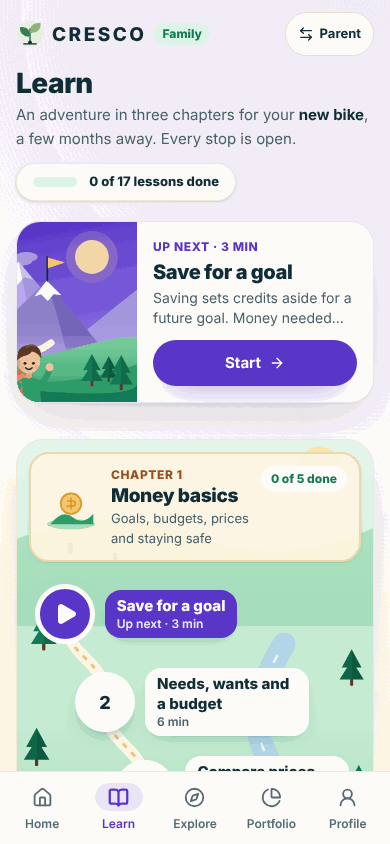 CRESCO
Family
Parent
Learn
An adventure in three chapters for your new bike,
a few months away. Every stop is open.
0 of 17 lessons done
UP NEXT · 3 MIN
Save for a goal
Saving sets credits aside for a
future goal. Money needed...
Start →
CHAPTER 1
0 of 5 done
Money basics
Goals, budgets, prices
and staying safe
Save for a goal
Up next · 3 min
2
Needs, wants and
a budget
6 min
Compare prices
Home
Learn
Explore
Portfolio
Profile